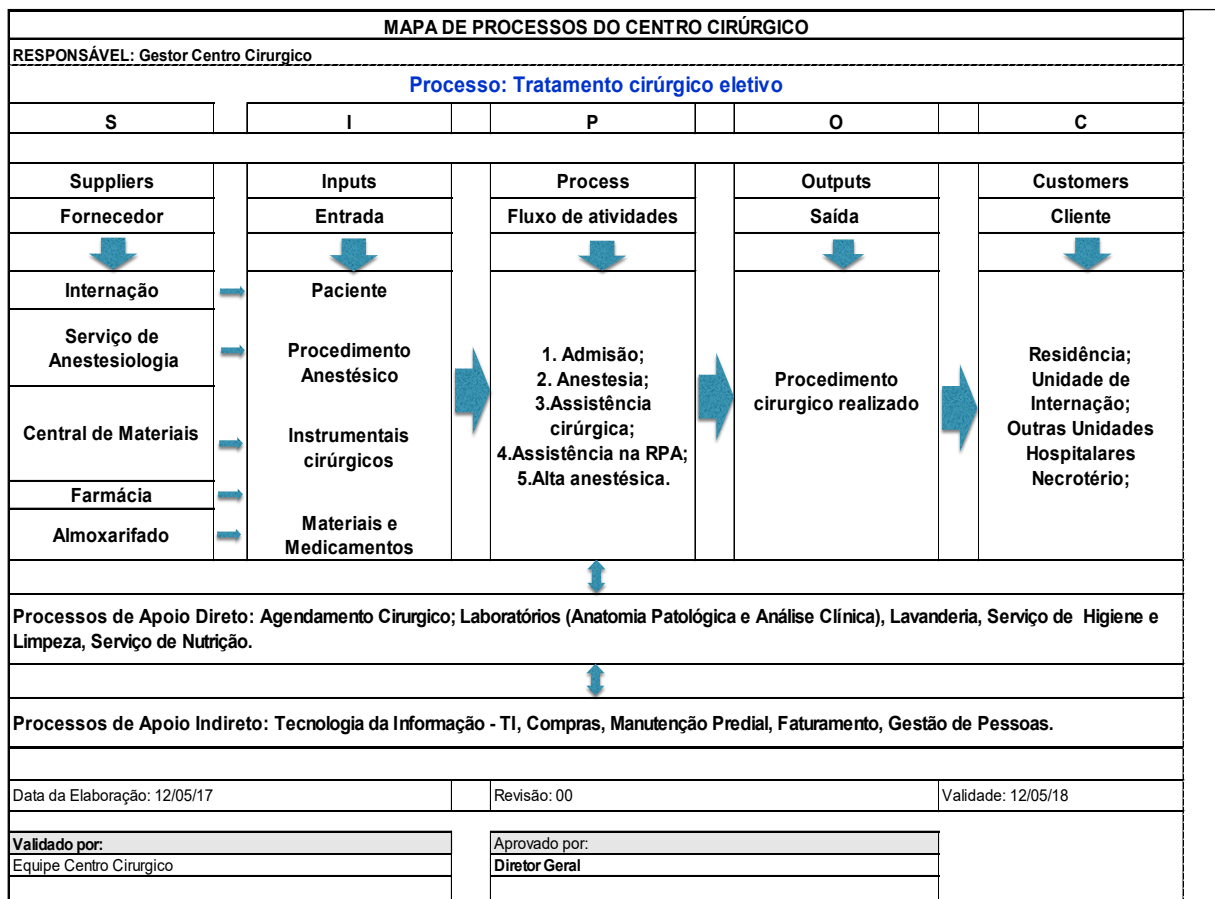 MAPA DE PROCESSOS DO CENTRO CIRÚRGICO
RESPONSÁVEL: Gestor Centro Cirurgico
Processo: Tratamento cirúrgico eletivo
S
I
P
O
C
Suppliers
Inputs
Process
Outputs
Customers
Fornecedor
Entrada
Fluxo de atividades
Saída
Cliente
Internação
Serviço de
Anestesiologia
Central de Materiais
Farmácia
Almoxarifado
Paciente
Procedimento
Anestésico
Instrumentais
cirúrgicos
Materiais e
Medicamentos
1. Admisão;
2. Anestesia;
3.Assistência
cirúrgica;
4.Assistência na RPA;
5.Alta anestésica.
Procedimento
cirurgico realizado
Residência;
Unidade de
Internação;
Outras Unidades
Hospitalares
Necrotério;
Processos de Apoio Direto: Agendamento Cirurgico; Laboratórios (Anatomia Patológica e Análise Clínica), Lavanderia, Serviço de Higiene e
Limpeza, Serviço de Nutrição.
Processos de Apoio Indireto: Tecnologia da Informação - TI, Compras, Manutenção Predial, Faturamento, Gestão de Pessoas.
Data da Elaboração: 12/05/17
Revisão: 00
Validade: 12/05/18
Validado por:
Aprovado por:
Equipe Centro Cirurgico
Diretor Geral